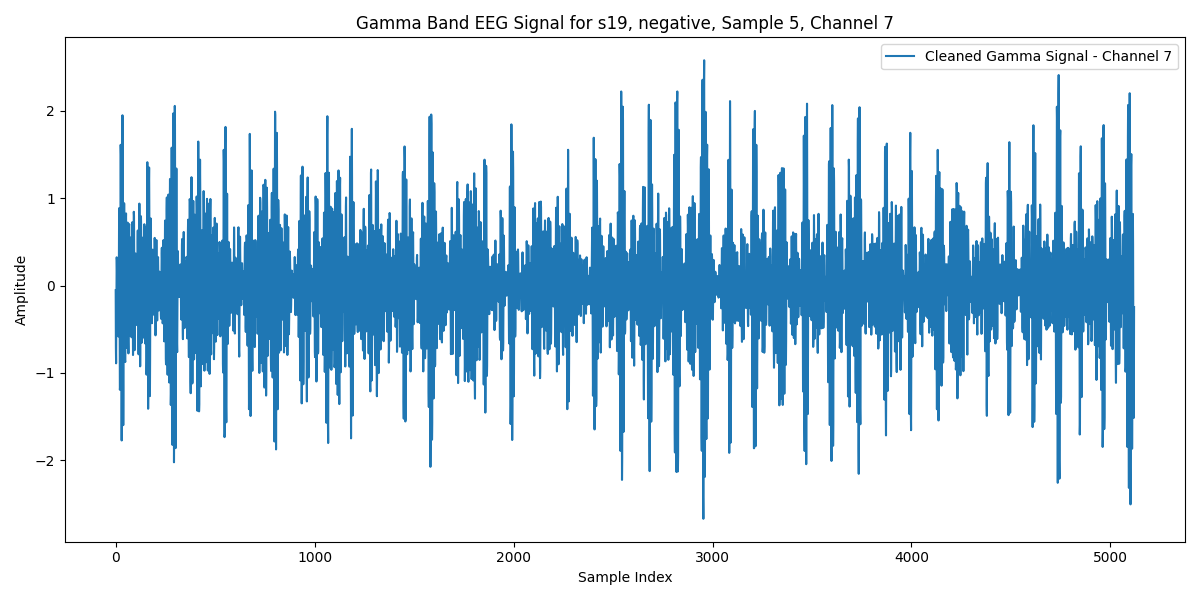 Gamma Band EEG Signal for s19, negative, Sample 5, Channel 7
Cleaned Gamma Signal - Channel 7
Amplitude
2
1
0
−1
−2
0 1000 2000 3000 4000 5000
Sample Index